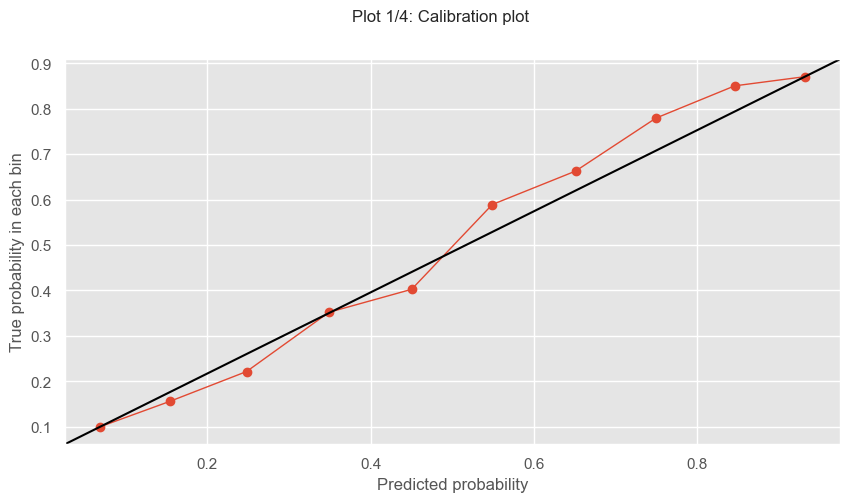 Plot 1/4: Calibration plot
0.9
0.8
0.7
0.6
0.5
0.4
0.3
0.2
0.1
True probability in each bin
0.2 0.4 0.6 0.8
Predicted probability